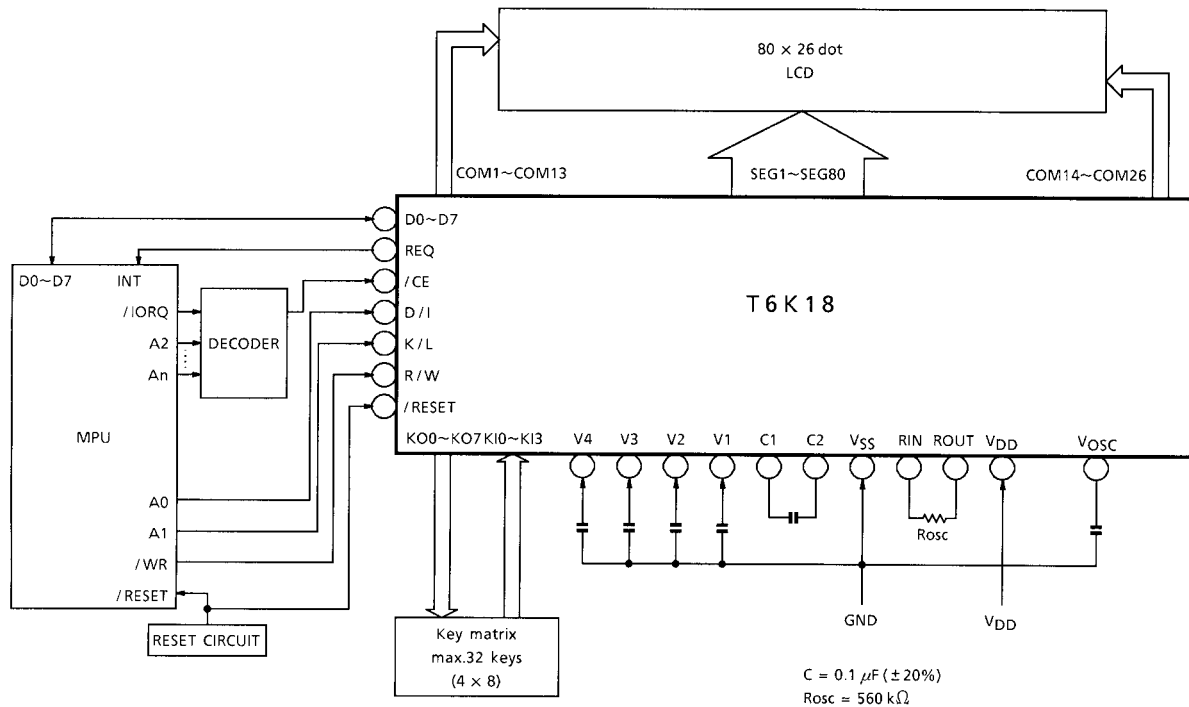 80 × 26 dot
LCD
COM1~COM13
SEG1~SEG80
COM14~COM26
D0~D7
REQ
/CE
D/I
K/L
R/W
/RESET
T6K18
D0~D7 INT
/IORQ
A2
An
DECODER
MPU
A0
A1
/WR
/RESET
RESET CIRCUIT
KO0~KO7 KI0~KI3 V4 V3 V2 V1 C1 C2 VSS RIN ROUT VDD VOSC
Rosc
GND
VDD
Key matrix
max.32 keys
(4 × 8)
C = 0.1 μF (±20%)
Rosc = 560 kΩ